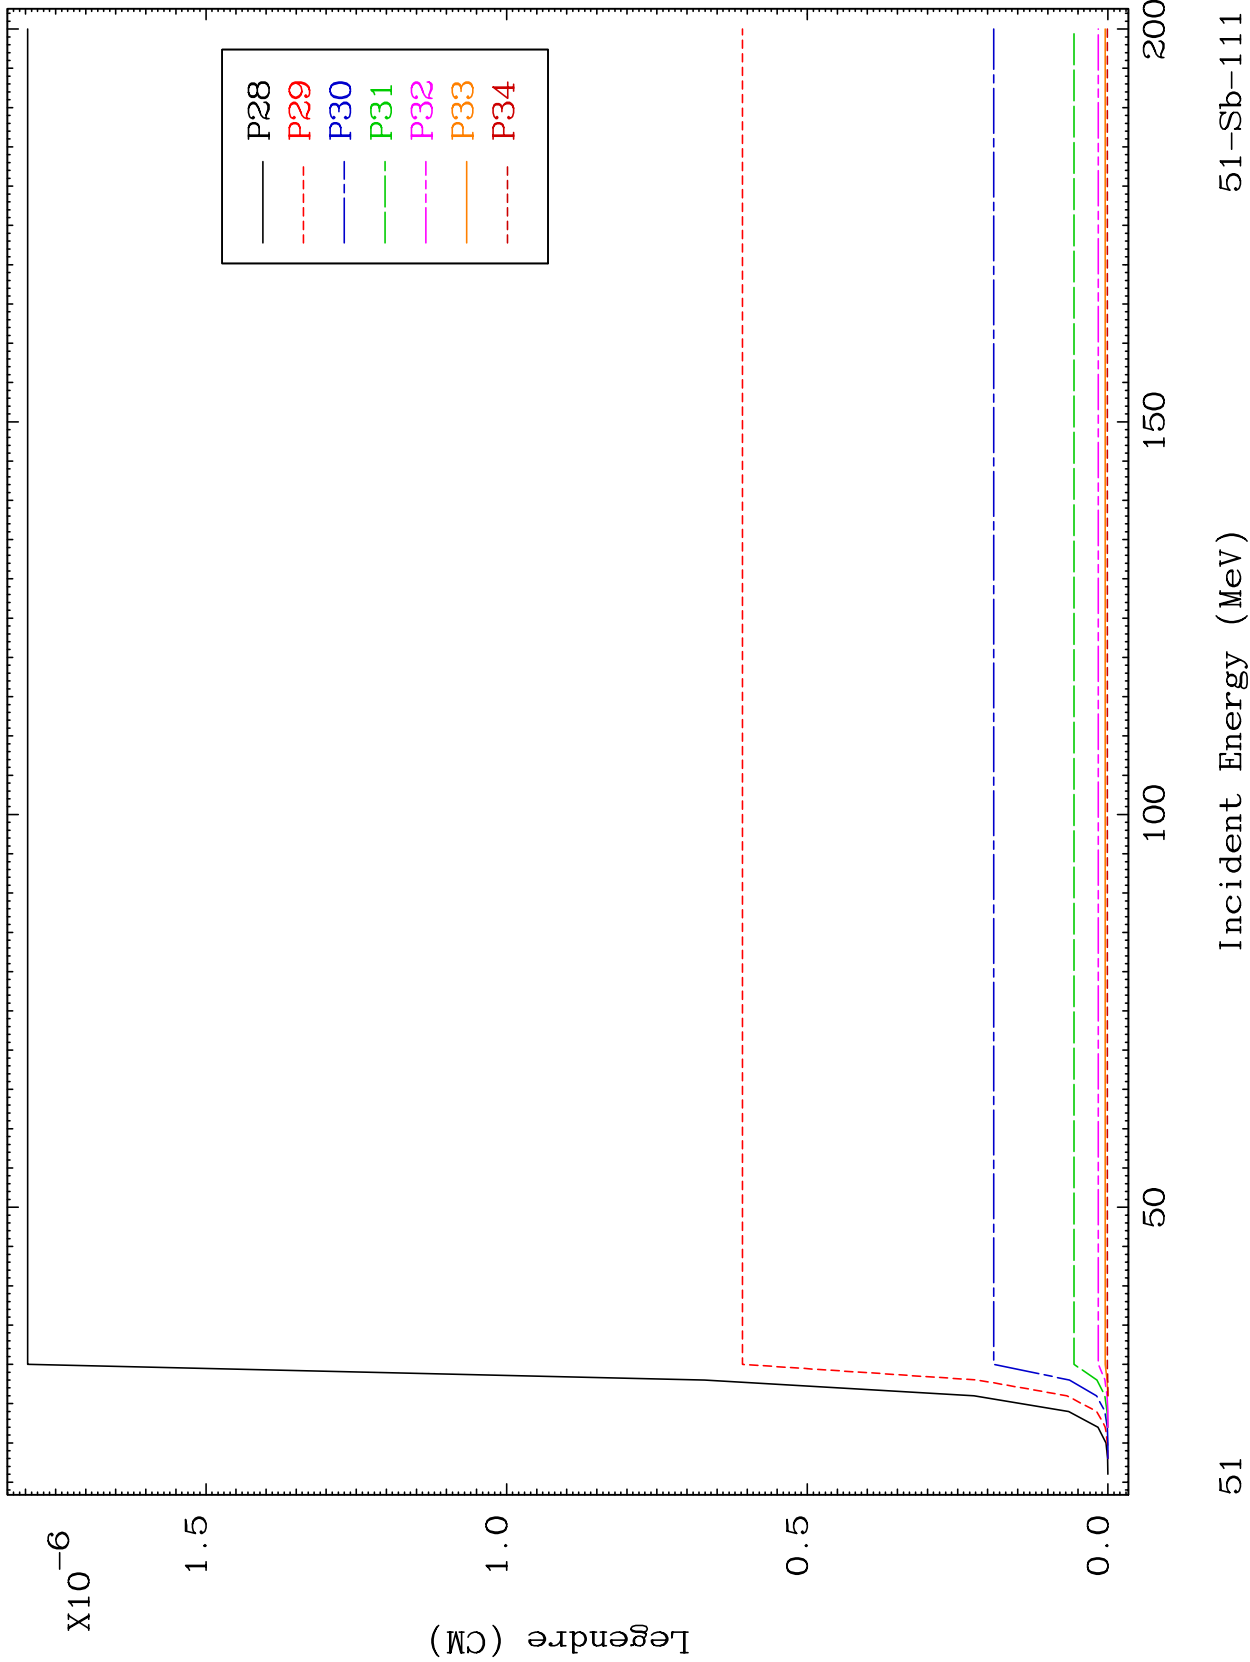 X10-6
1.5
1.0
0.5
0.0
Legendre (CM)
P28
P29
P30
P31
P32
P33
P34
50
100
150
200
Incident Energy (MeV)
51
51-Sb-111